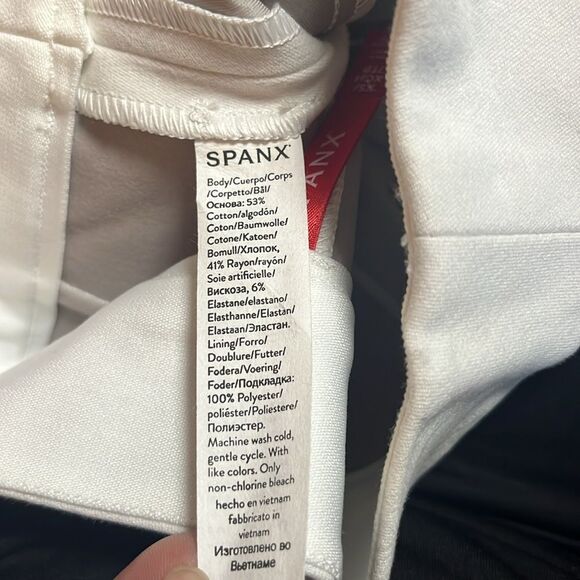 SPANX
Body/Cuerpo/Corps
/Corpetto/Bål/
Основа: 53%
Cotton/algodón/
Coton/Baumwolle/
Cotone/Katoen/
Bomull/Хлопок,
41% Rayon/rayón/
Soie artificielle/
Вискоза, 6%
Elastane/elastano/
Elasthanne/Elastan/
Elastaan/Эластан.
Lining/Forro/
Doublure/Futter/
Fodera/Voering/
Foder/Подкладка:
100% Polyester/
poliéster/Poliestere/
Полиэстер.
Machine wash cold,
gentle cycle. With
like colors. Only
non-chlorine bleach
hecho en vietnam
fabbricato in
vietnam
Изготовлено во
Вьетнаме
ANX